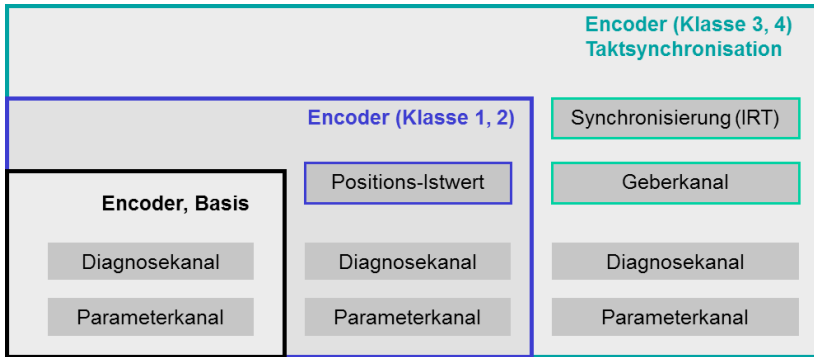 Encoder (Klasse 3, 4)
Taktsynchronisation
Encoder (Klasse 1, 2)
Synchronisierung (IRT)
Encoder, Basis
Positions-Istwert
Geberkanal
Diagnosekanal
Diagnosekanal
Diagnosekanal
Parameterkanal
Parameterkanal
Parameterkanal